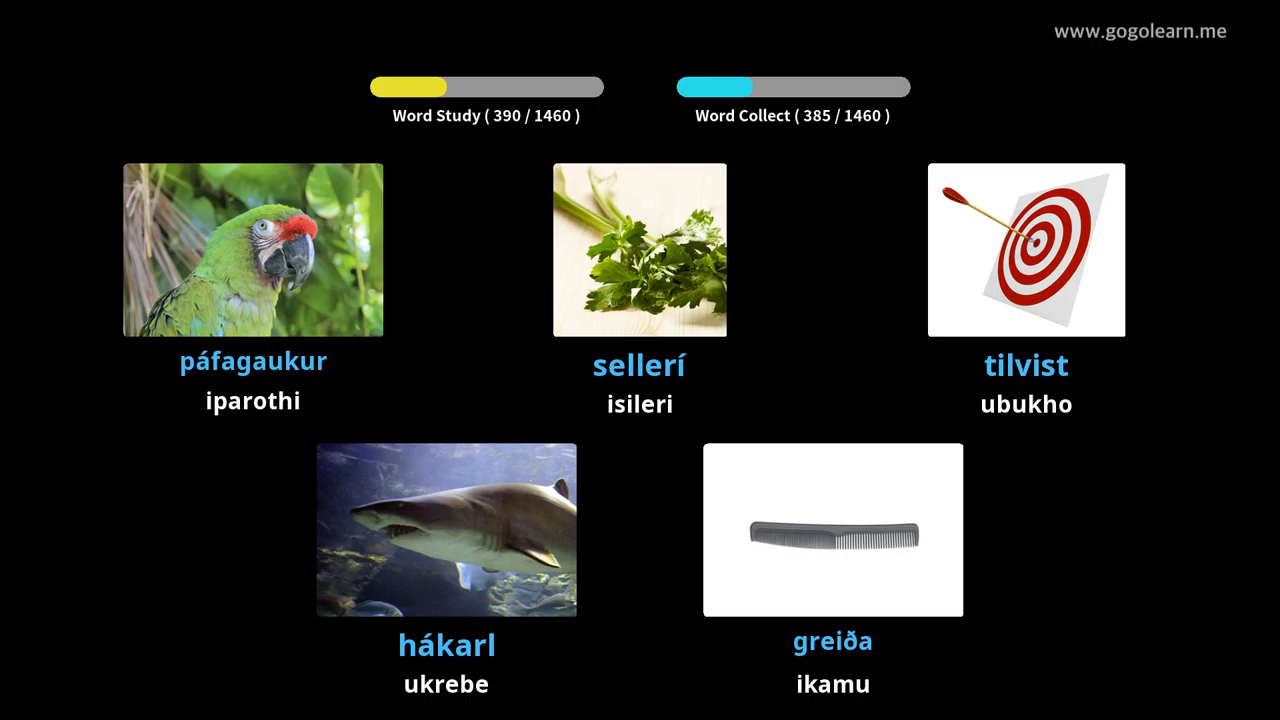 www.gogolearn.me
Word Study ( 390 / 1460 )
Word Collect ( 385 / 1460 )
páfagaukur
iparothi
sellerí
isileri
tilvist
ubukho
hákarl
ukrebe
greiða
ikamu